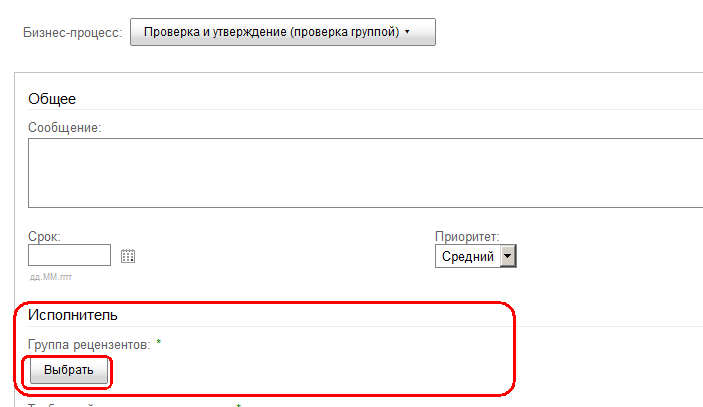 Бизнес-процесс: Проверка и утверждение (проверка группой)
Общее
Сообщение:
Срок: Приоритет:
Средний
дд.ММ.гггг
Исполнитель
Группа рецензентов: *
Выбрать